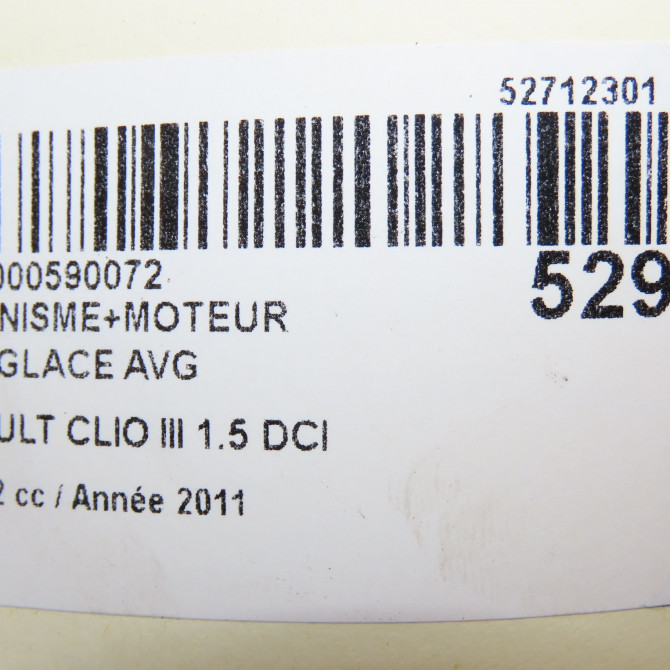 52712301
000590072
529
NISME+MOTEUR
GLACE AVG
ULT CLIO III 1.5 DCI
2 cc / Année 2011